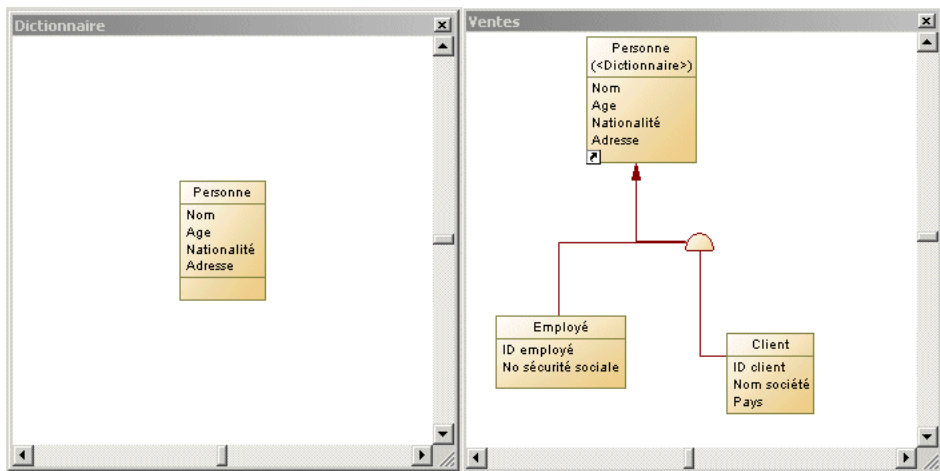 Dictionnaire
Personne
Nom
Age
Nationalité
Adresse
Ventes
Personne
(<Dictionnaire>)
Nom
Age
Nationalité
Adresse
Employé
ID employé
No sécurité sociale
Client
ID client
Nom société
Pays